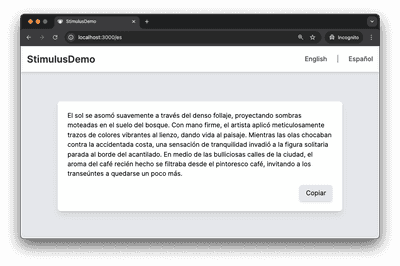 StimulusDemo
localhost:3000/es
Incognito
StimulusDemo
English | Español
El sol se asomó suavemente a través del denso follaje, proyectando sombras
moteadas en el suelo del bosque. Con mano firme, el artista aplicó meticulosamente
trazos de colores vibrantes al lienzo, dando vida al paisaje. Mientras las olas chocaban
contra la accidentada costa, una sensación de tranquilidad invadió a la figura solitaria
parada al borde del acantilado. En medio de las bulliciosas calles de la ciudad, el
aroma del café recién hecho se filtraba desde el pintoresco café, invitando a los
transeúntes a quedarse un poco más.
Copiar